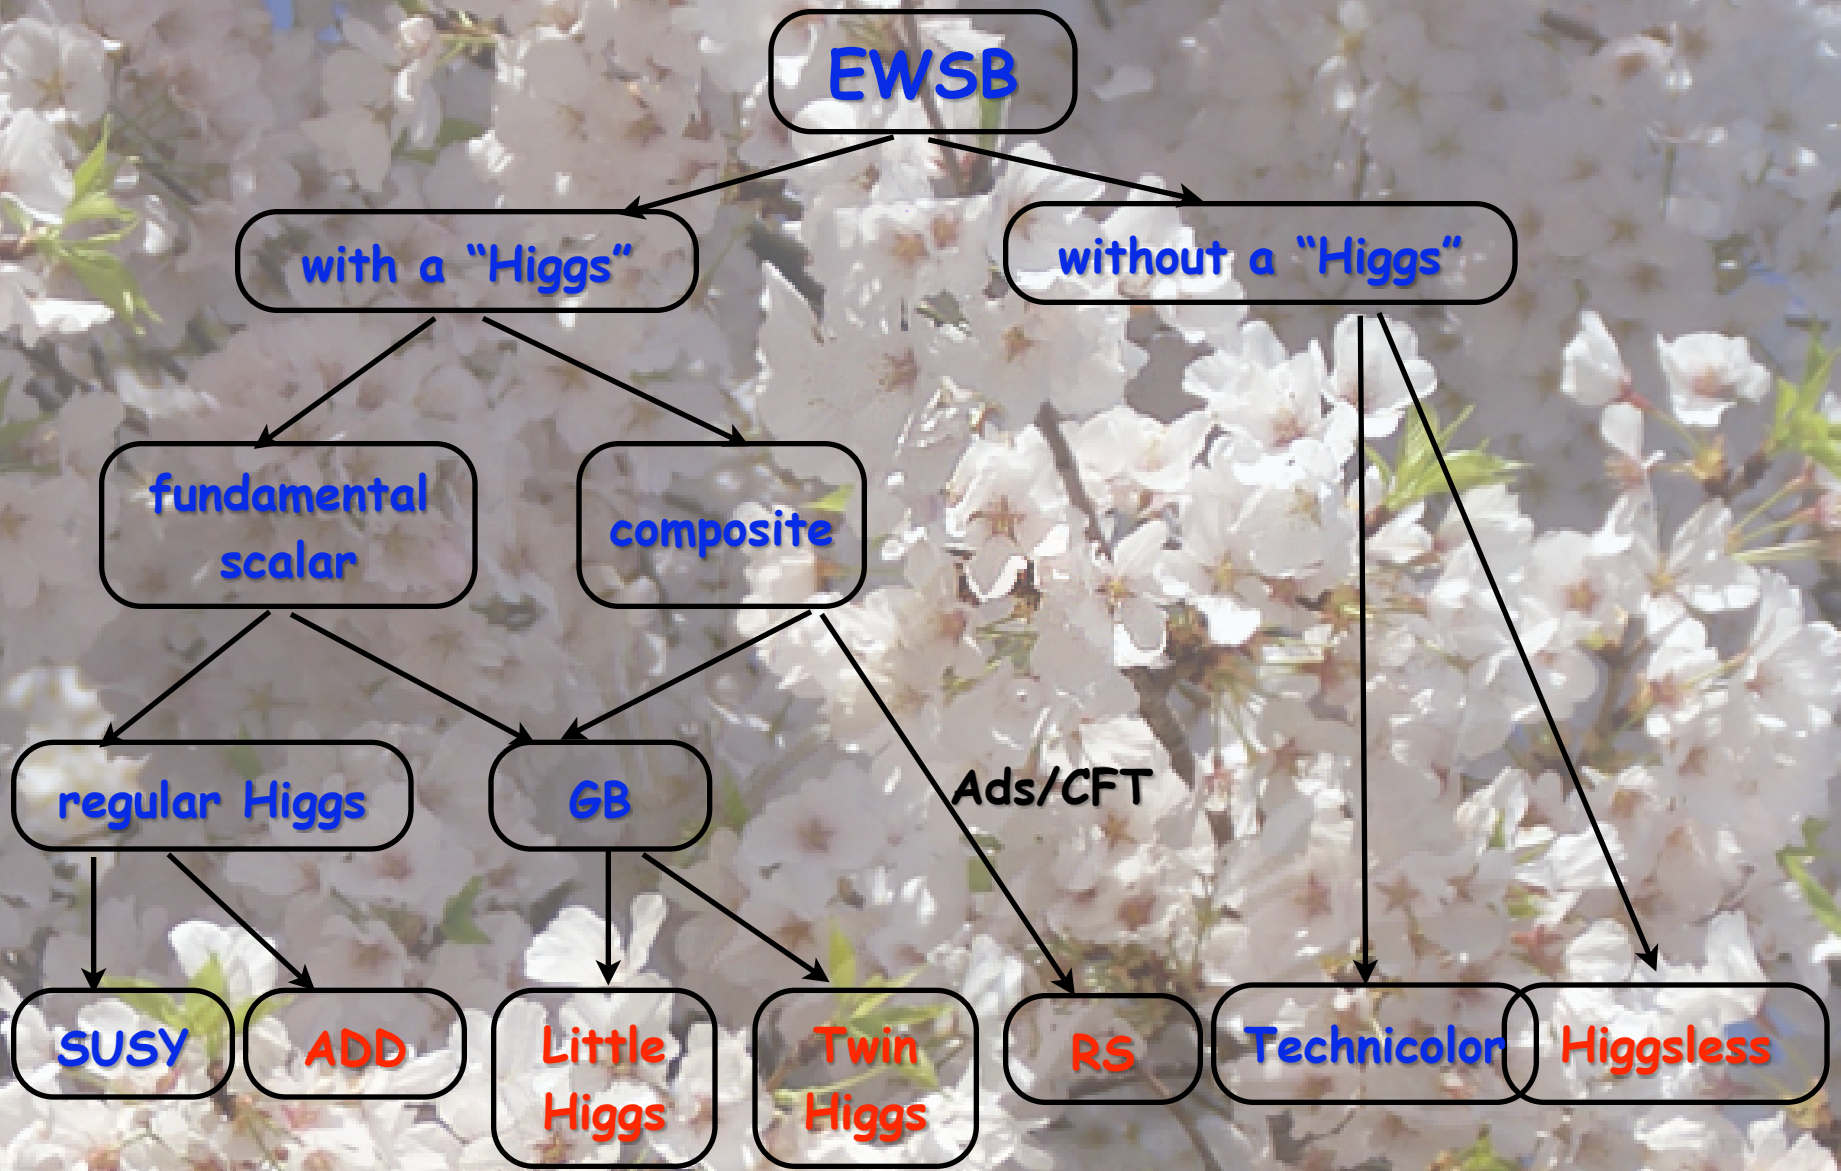 EWSB
with a “Higgs”
without a “Higgs”
fundamental
scalar
composite
regular Higgs
GB
Ads/CFT
SUSY
ADD
Little
Higgs
Twin
Higgs
RS
Technicolor
Higgsless